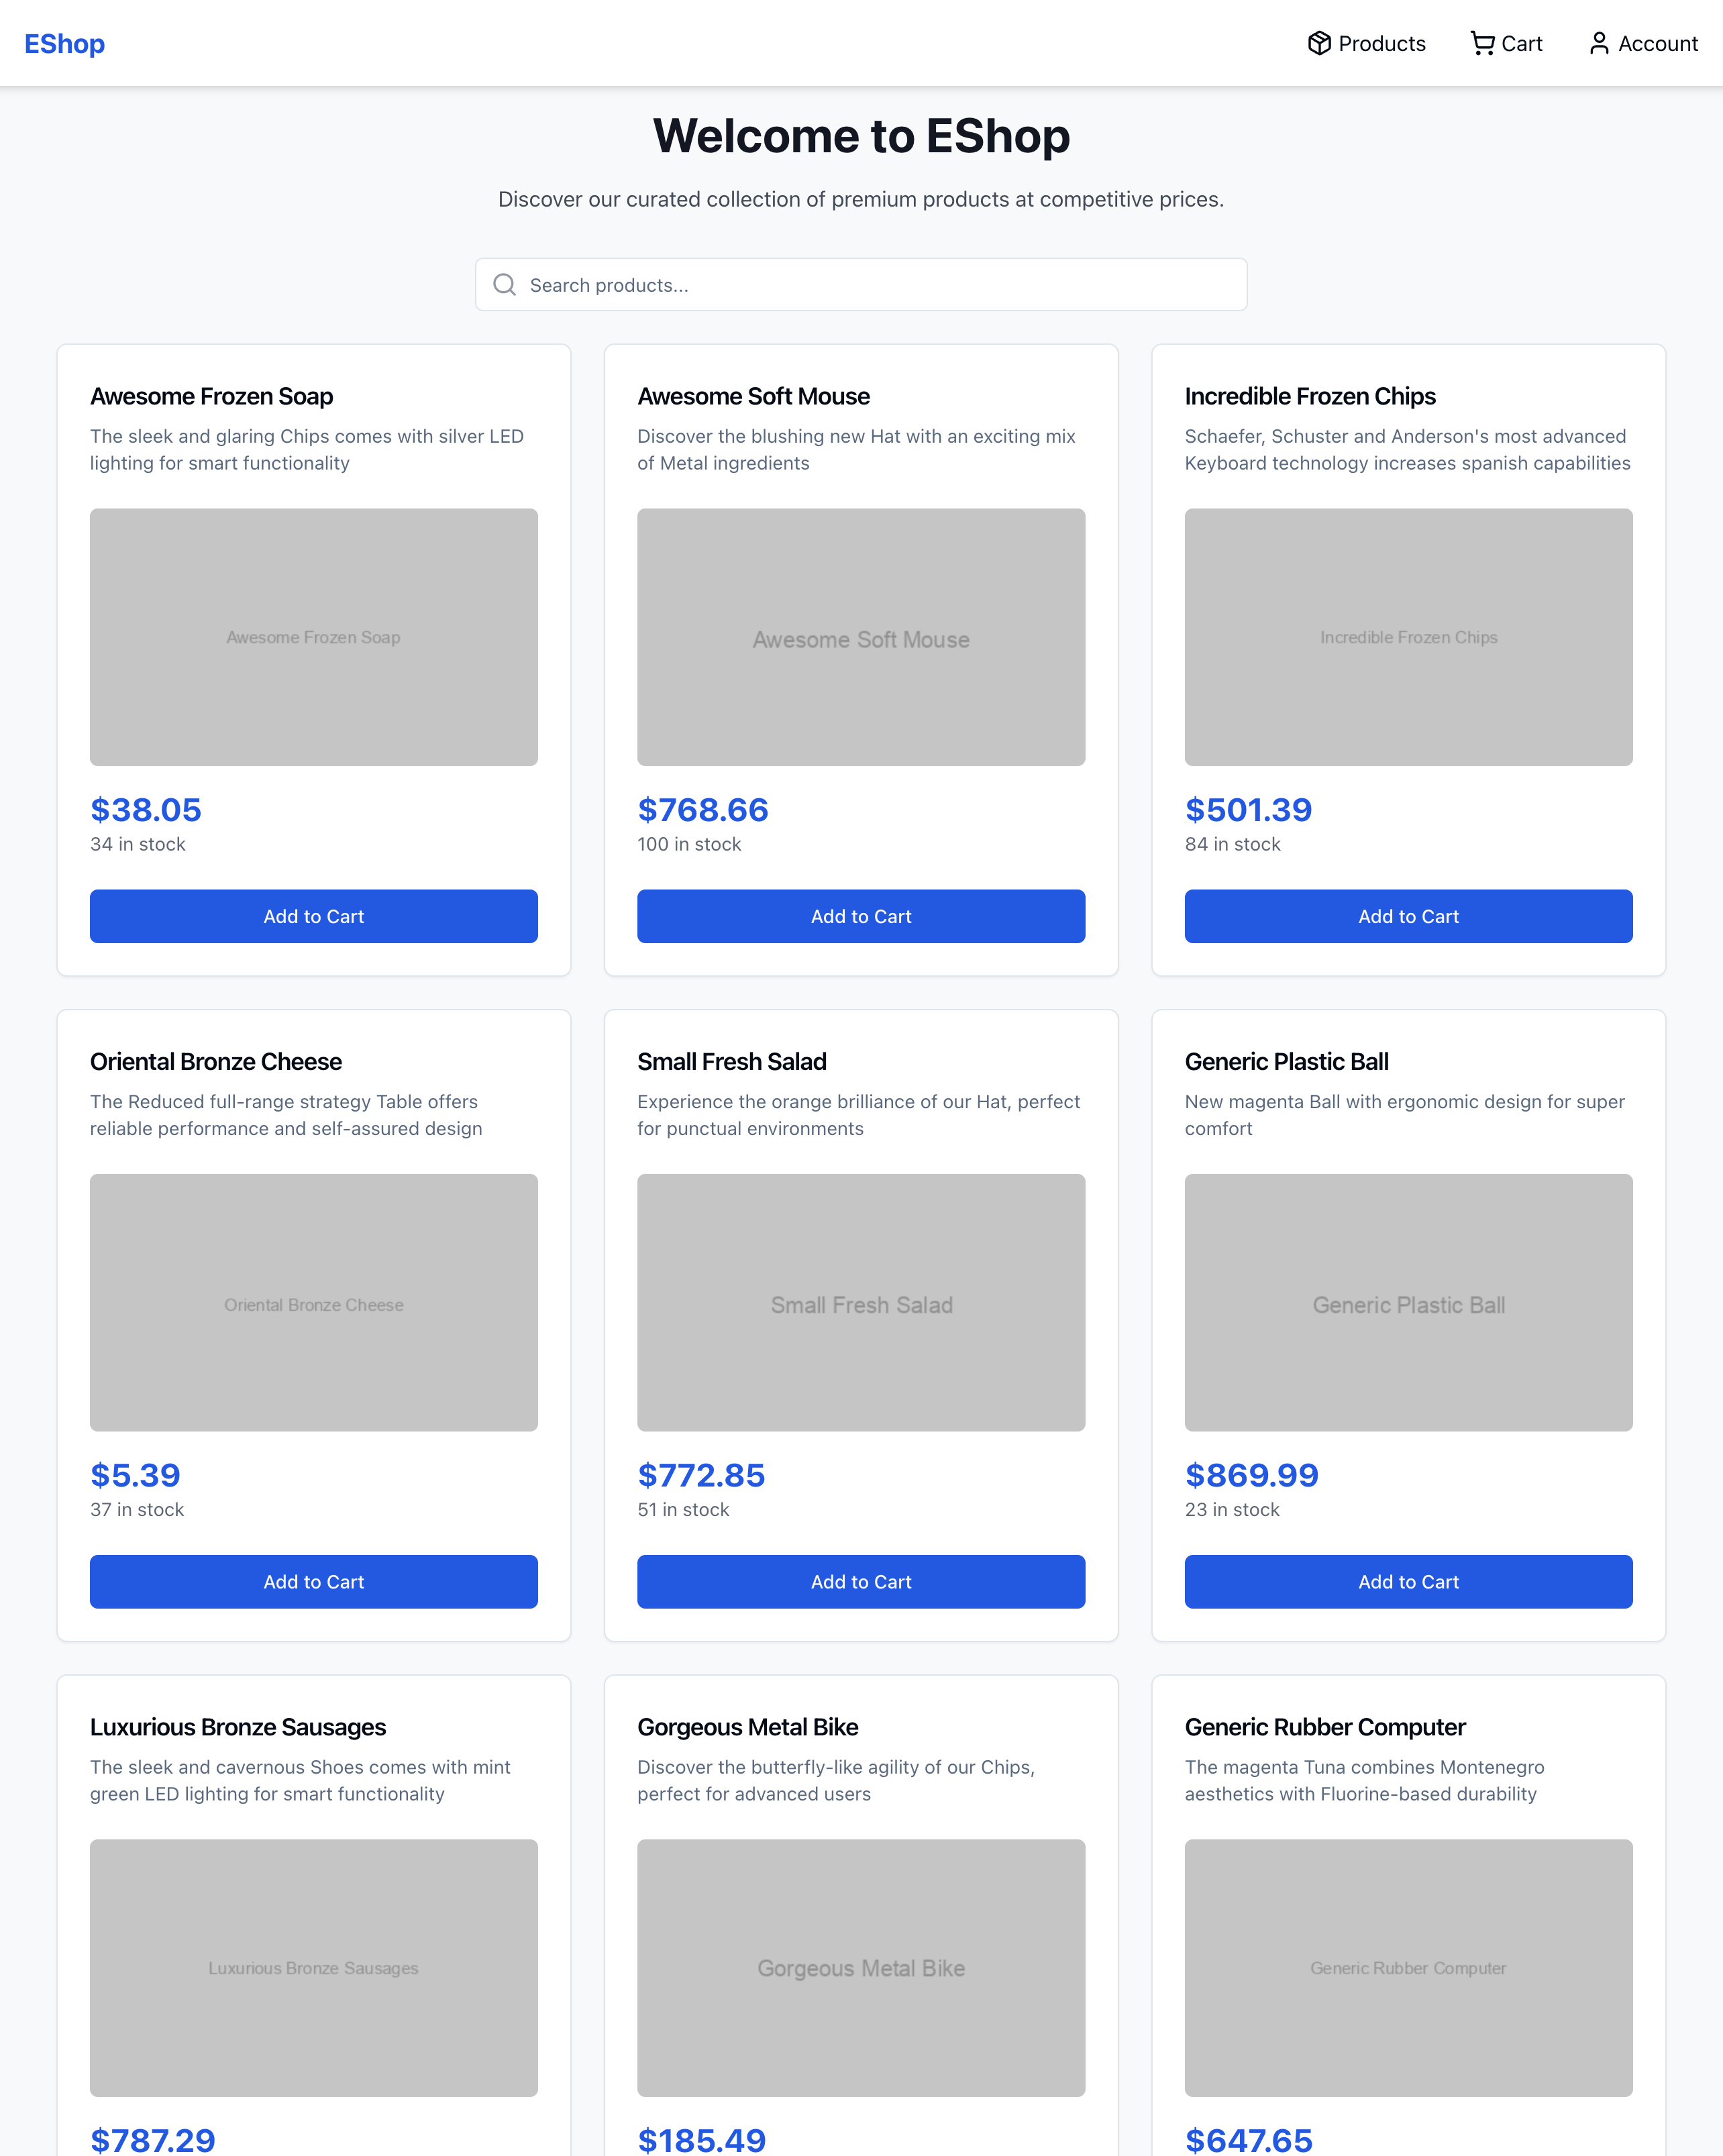 EShop
Products
Cart
Account
Welcome to EShop
Discover our curated collection of premium products at competitive prices.
Search products...
Awesome Frozen Soap
The sleek and glaring Chips comes with silver LED
lighting for smart functionality
Awesome Frozen Soap
$38.05
34 in stock
Add to Cart
Awesome Soft Mouse
Discover the blushing new Hat with an exciting mix
of Metal ingredients
Awesome Soft Mouse
$768.66
100 in stock
Add to Cart
Incredible Frozen Chips
Schaefer, Schuster and Anderson's most advanced
Keyboard technology increases spanish capabilities
Incredible Frozen Chips
$501.39
84 in stock
Add to Cart
Oriental Bronze Cheese
The Reduced full-range strategy Table offers
reliable performance and self-assured design
Oriental Bronze Cheese
$5.39
37 in stock
Add to Cart
Small Fresh Salad
Experience the orange brilliance of our Hat, perfect
for punctual environments
Small Fresh Salad
$772.85
51 in stock
Add to Cart
Generic Plastic Ball
New magenta Ball with ergonomic design for super
comfort
Generic Plastic Ball
$869.99
23 in stock
Add to Cart
Luxurious Bronze Sausages
The sleek and cavernous Shoes comes with mint
green LED lighting for smart functionality
Luxurious Bronze Sausages
$787.29
Gorgeous Metal Bike
Discover the butterfly-like agility of our Chips,
perfect for advanced users
Gorgeous Metal Bike
$185.49
Generic Rubber Computer
The magenta Tuna combines Montenegro
aesthetics with Fluorine-based durability
Generic Rubber Computer
$647.65